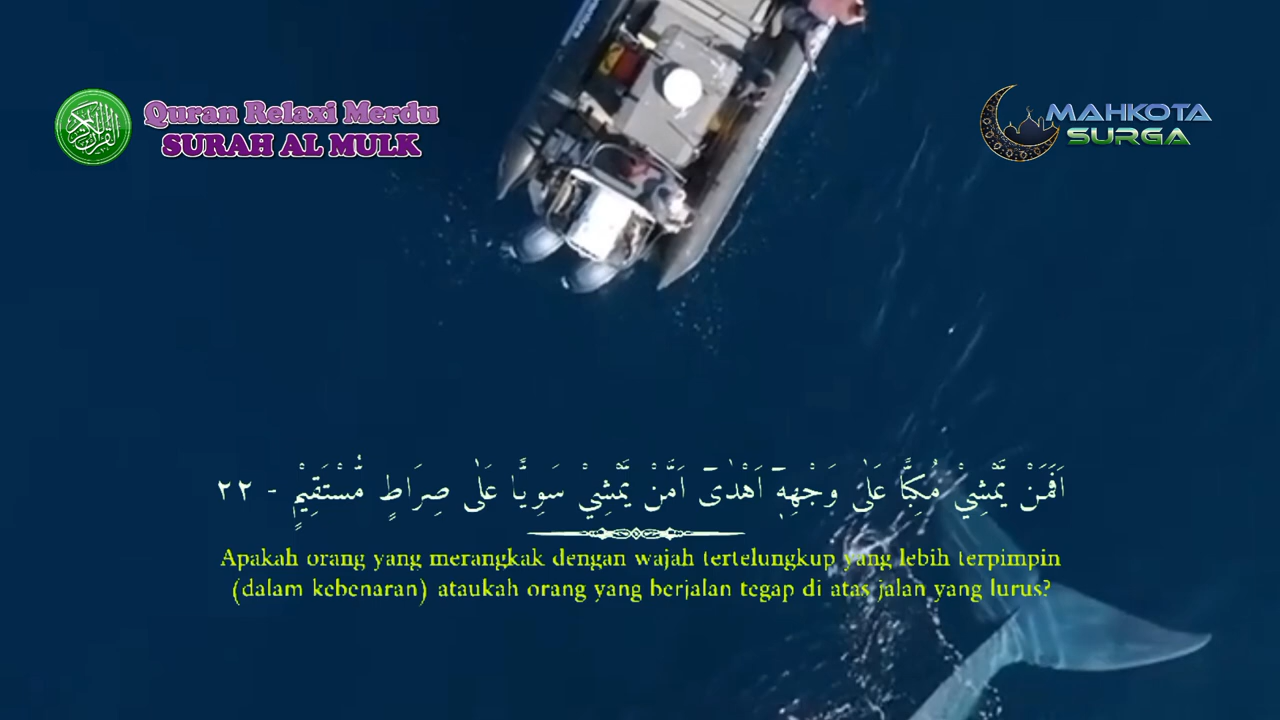 Quran Relaxi Merdu
SURAH AL MULK
MAHKOTA
SURGA
اَفَمَنْ يَّمْشِيْ مُكِبًّا عَلٰى وَجْهِهٖٓ اَهْدٰىٓ اَمَّنْ يَّمْشِيْ سَوِيًّا عَلٰى صِرَاطٍ مُّسْتَقِيْمٍ - ٢٢
Apakah orang yang merangkak dengan wajah tertelungkup yang lebih terpimpin
(dalam kebenaran) ataukah orang yang berjalan tegap di atas jalan yang lurus?